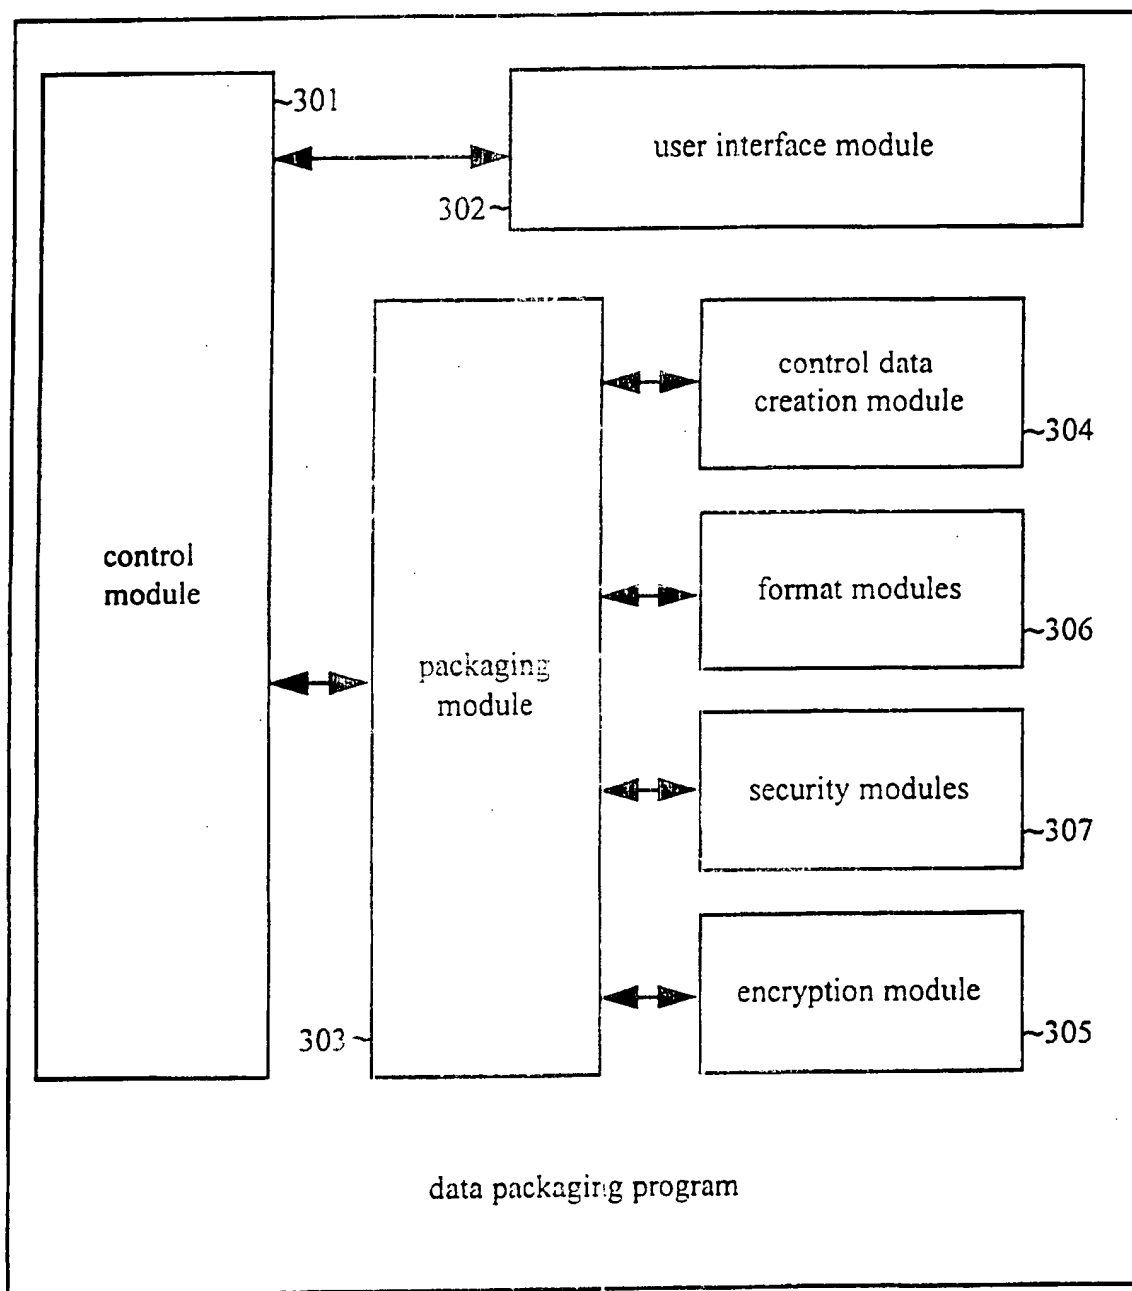 301
user interface module
302
control data
creation module
304
control
module
format modules
306
packaging
module
security modules
307
encryption module
303
305
data packaging program